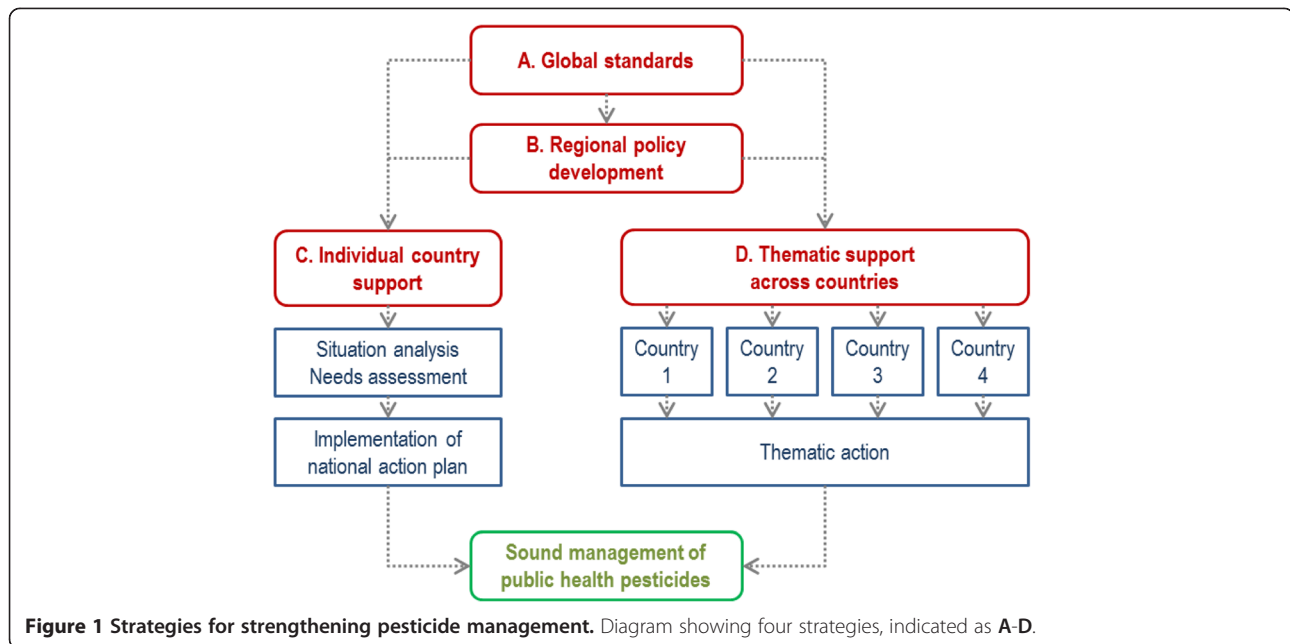 A. Global standards
B. Regional policy
development
C. Individual country
support
D. Thematic support
across countries
Situation analysis
Needs assessment
Country
1
Country
2
Country
3
Country
4
Implementation of
national action plan
Thematic action
Sound management of
public health pesticides
Figure 1 Strategies for strengthening pesticide management. Diagram showing four strategies, indicated as A-D.